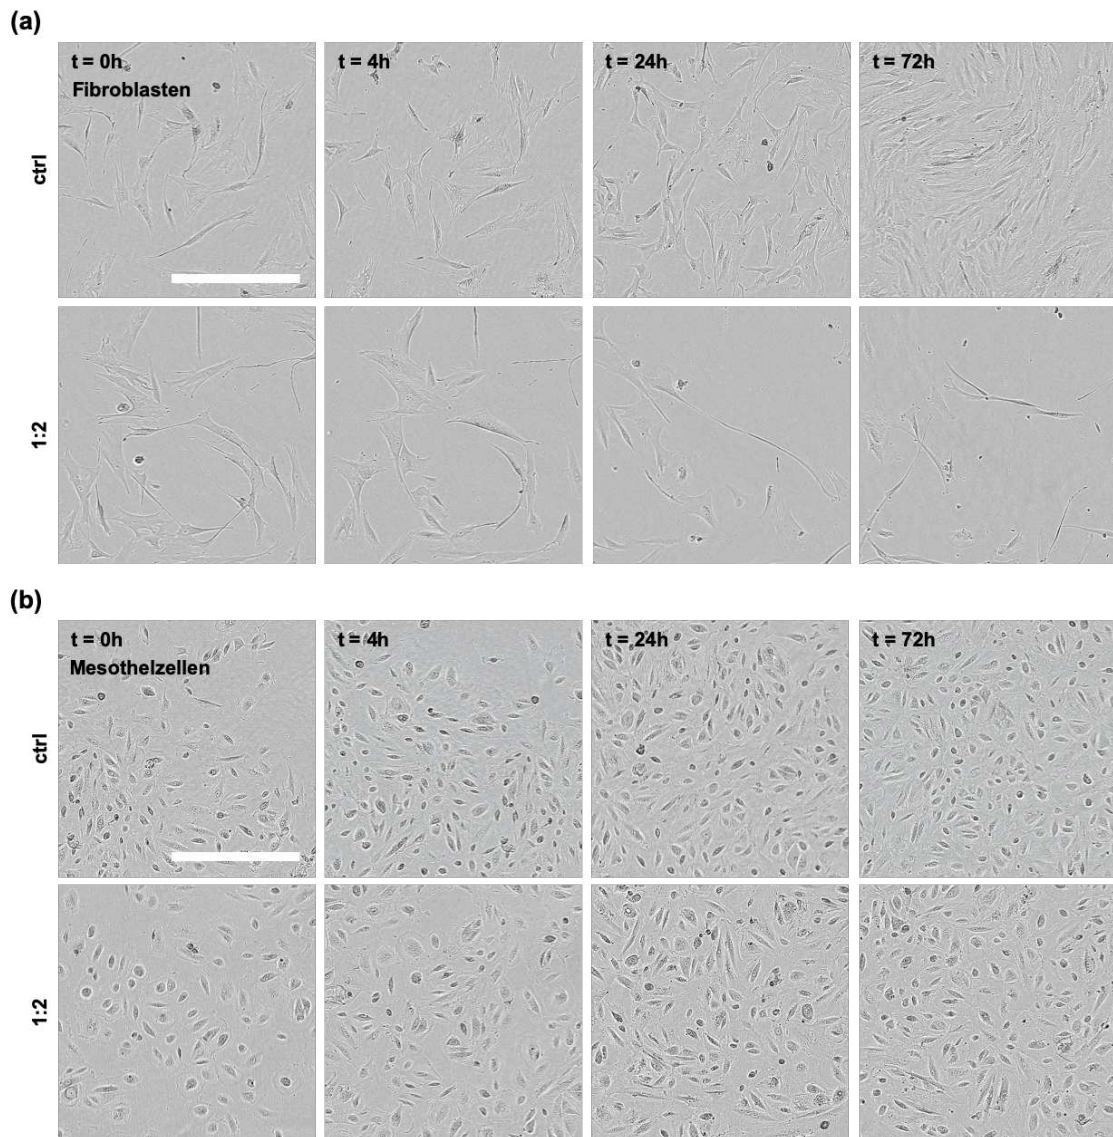 (a)
t = 0h
t = 4h
t = 24h
t = 72h
Fibroblasten
ctrl
1:2
(b)
t = 0h
t = 4h
t = 24h
t = 72h
Mesothelzellen
ctrl
1:2